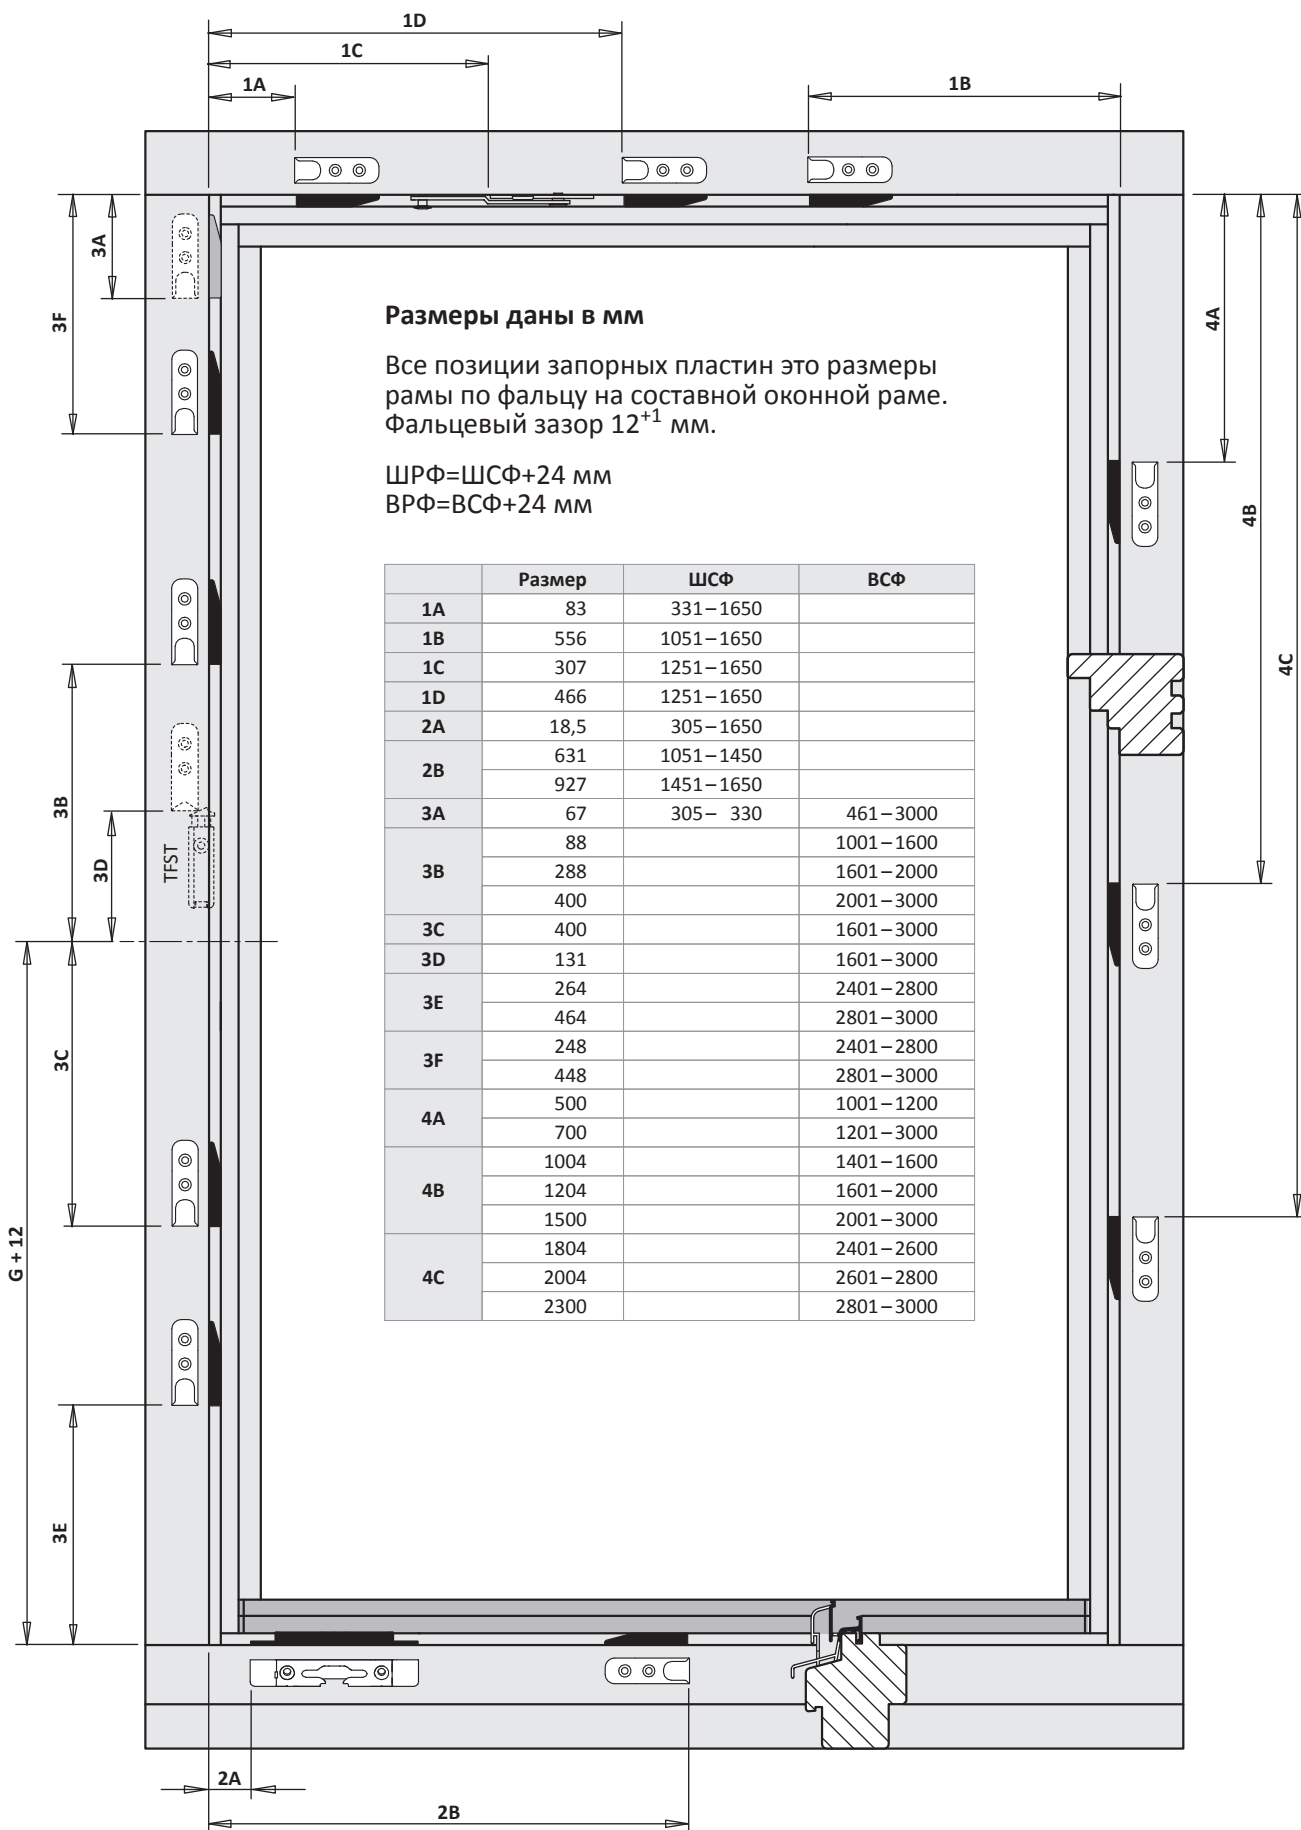 1D
1C
1A
1B
3A
3F
4A
4B
4C
Размеры даны в мм
Все позиции запорных пластин это размеры
рамы по фальцу на составной оконной раме.
Фальцевый зазор 12+1 мм.
ШРФ=ШСФ+24 мм
ВРФ=ВСФ+24 мм
Размер ШСФ ВСФ
1A 83 331–1650
1B 556 1051–1650
1C 307 1251–1650
1D 466 1251–1650
2A 18,5 305–1650
2B 631 1051–1450
927 1451–1650
3A 67 305– 330 461–3000
3B 88 1001–1600
288 1601–2000
400 2001–3000
3C 400 1601–3000
3D 131 1601–3000
3E 264 2401–2800
464 2801–3000
3F 248 2401–2800
448 2801–3000
4A 500 1001–1200
700 1201–3000
4B 1004 1401–1600
1204 1601–2000
1500 2001–3000
4C 1804 2401–2600
2004 2601–2800
2300 2801–3000
3B
3D
TFST
3C
G + 12
3E
2A
2B